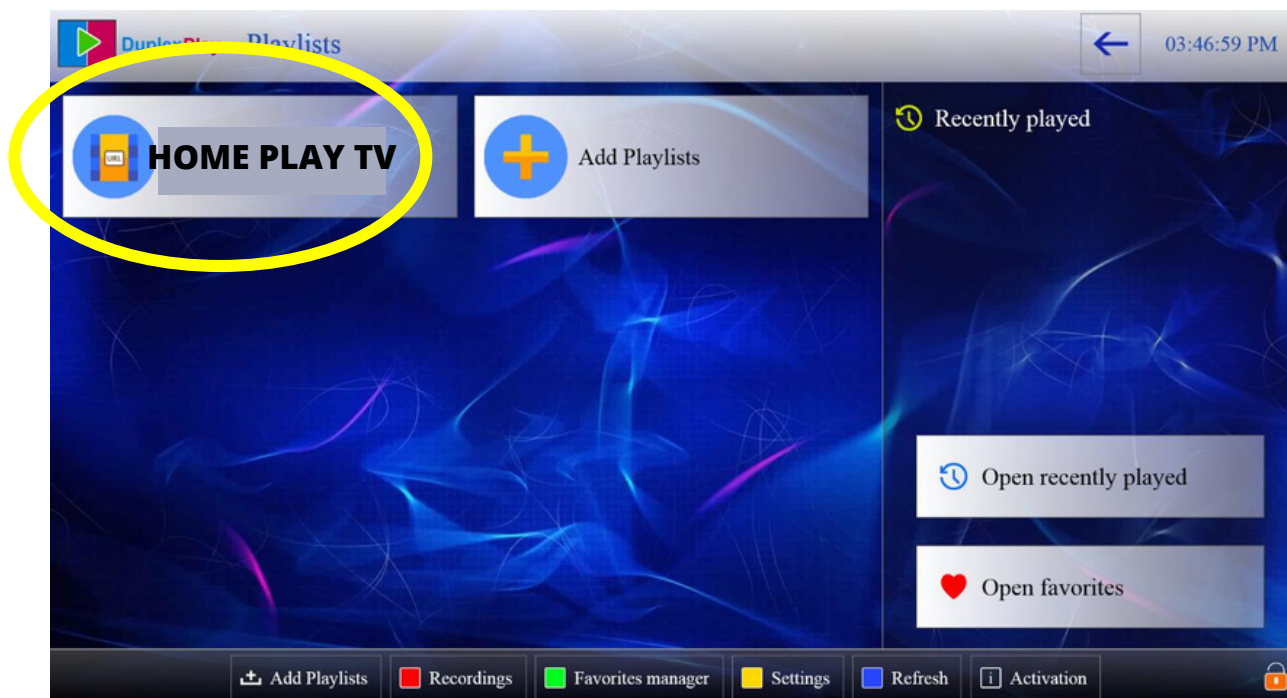 Playlists
03:46:59 PM
URL
HOME PLAY TV
Add Playlists
Recently played
Open recently played
Open favorites
Add Playlists
Recordings
Favorites manager
Settings
Refresh
i
Activation